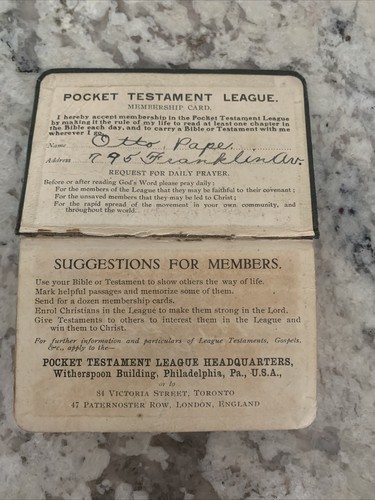 POCKET TESTAMENT LEAGUE.
MEMBERSHIP CARD.
I hereby accept membership in the Pocket Testament League
by making it the rule of my life to read at least one chapter in
the Bible each day, and to carry a Bible or Testament with me
wherever I go.
Name Otto Pape.
Address 795 Franklin Av.
REQUEST FOR DAILY PRAYER.
Before or after reading God's Word please pray daily:
For the members of the League that they may be faithful to their covenant;
For the unsaved members that they may be led to Christ;
For the rapid spread of the movement in your own community, and
throughout the world.
SUGGESTIONS FOR MEMBERS.
Use your Bible or Testament to show others the way of life.
Mark helpful passages and memorize some of them.
Send for a dozen membership cards.
Enrol Christians in the League to make them strong in the Lord.
Give Testaments to others to interest them in the League and
win them to Christ.
For further information and particulars of League Testaments, Gospels,
&c., apply to the—
POCKET TESTAMENT LEAGUE HEADQUARTERS,
Witherspoon Building, Philadelphia, Pa., U.S.A.,
or to
84 VICTORIA STREET, TORONTO
47 PATERNOSTER ROW, LONDON, ENGLAND